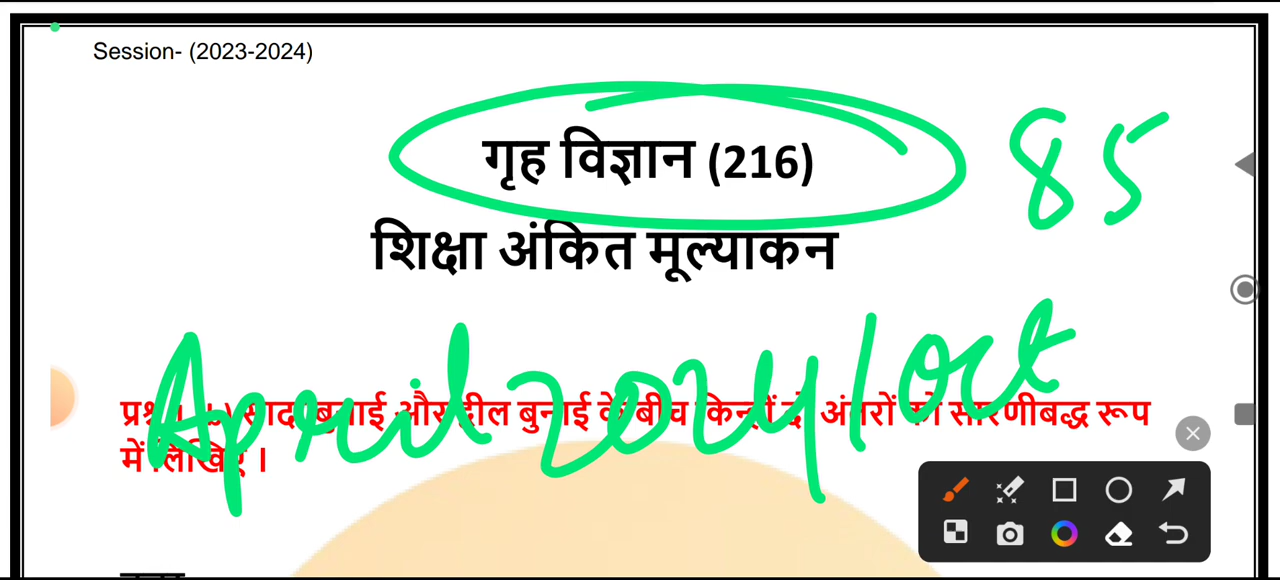 Session- (2023-2024)
गृह विज्ञान (216)
85
शिक्षा अंकित मूल्याकन
April 2024/Oct
सादा बुनाई और ट्वील बुनाई के बीच किन्हीं दो अंतरों को सारणीबद्ध रूप
में लिखिए ।